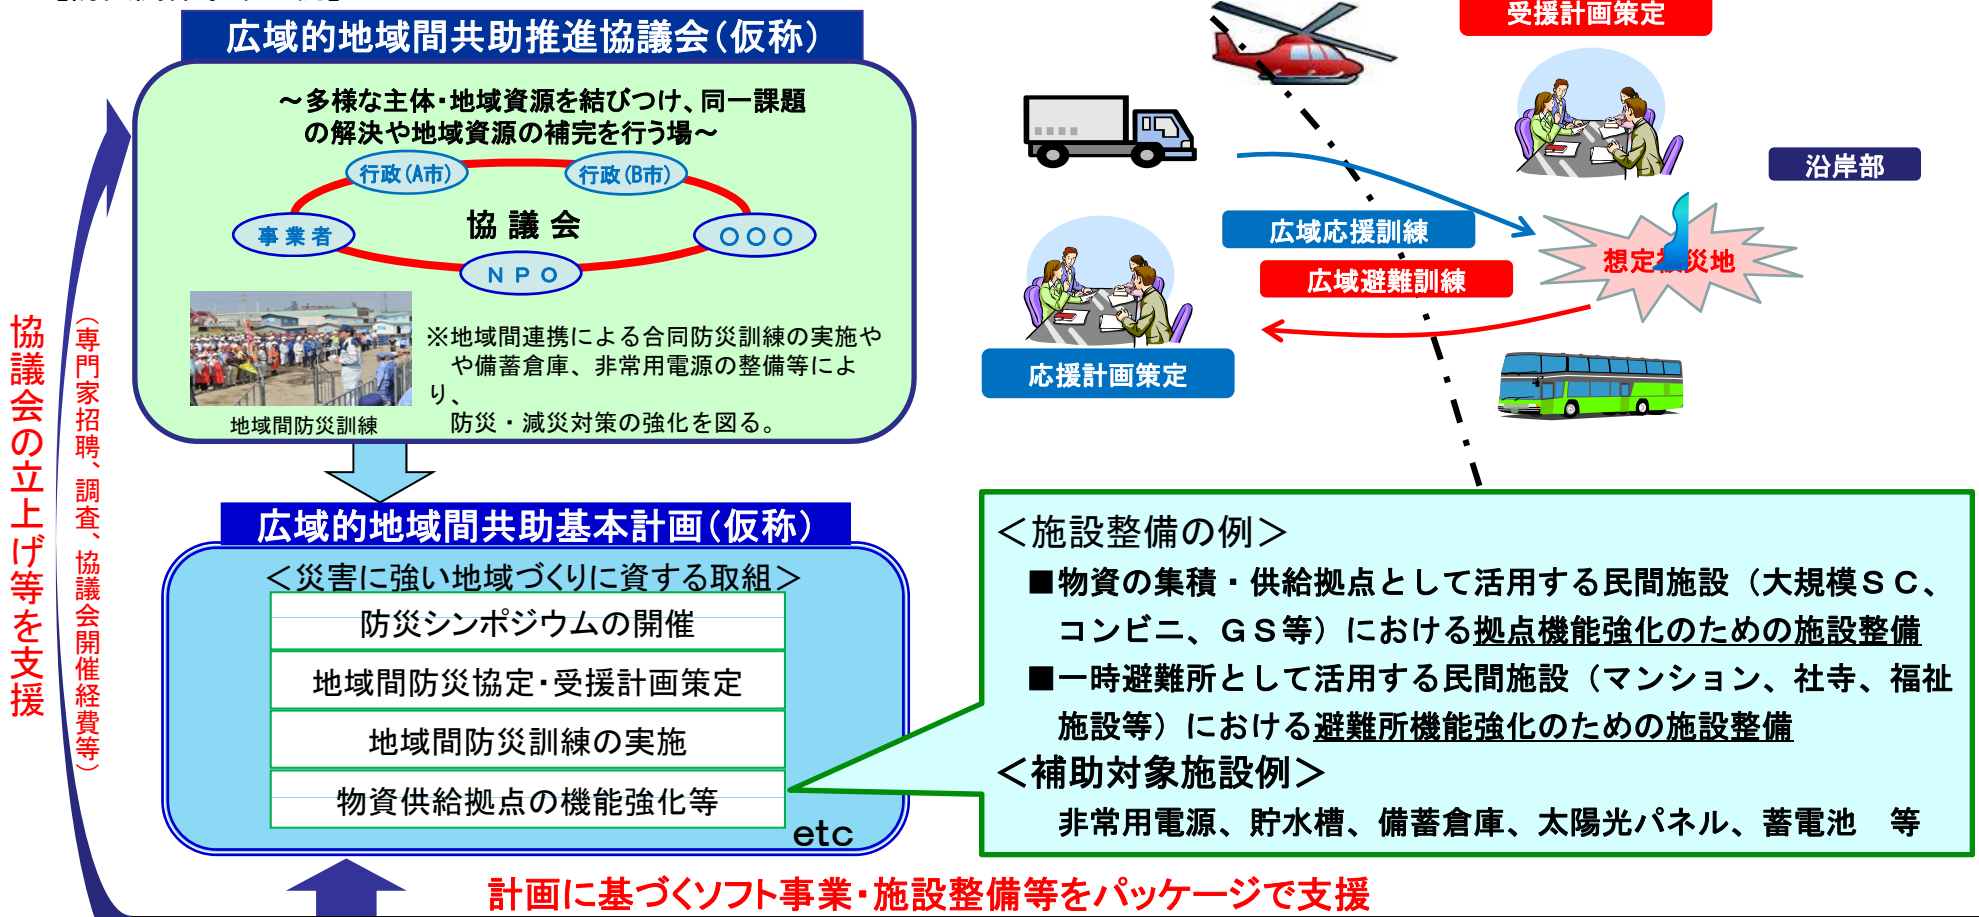 広域的地域間共助推進協議会（仮称）
～多様な主体・地域資源を結びつけ、同一課題
の解決や地域資源の補完を行う場～
行政（A市）
行政（B市）
事業者
協議会
○○○
NPO
※地域間連携による合同防災訓練の実施や
や備蓄倉庫、非常用電源の整備等によ
り、
防災・減災対策の強化を図る。
地域間防災訓練
協議会の立上げ等を支援
（専門家招聘、調査、協議会開催経費等）
広域的地域間共助基本計画（仮称）
＜災害に強い地域づくりに資する取組＞
防災シンポジウムの開催
地域間防災協定・受援計画策定
地域間防災訓練の実施
物資供給拠点の機能強化等
etc
計画に基づくソフト事業・施設整備等をパッケージで支援
受援計画策定
沿岸部
広域応援訓練
想定被災地
広域避難訓練
応援計画策定
＜施設整備の例＞
■物資の集積・供給拠点として活用する民間施設（大規模ＳＣ、
コンビニ、ＧＳ等）における拠点機能強化のための施設整備
■一時避難所として活用する民間施設（マンション、社寺、福祉
施設等）における避難所機能強化のための施設整備
＜補助対象施設例＞
非常用電源、貯水槽、備蓄倉庫、太陽光パネル、蓄電池　等